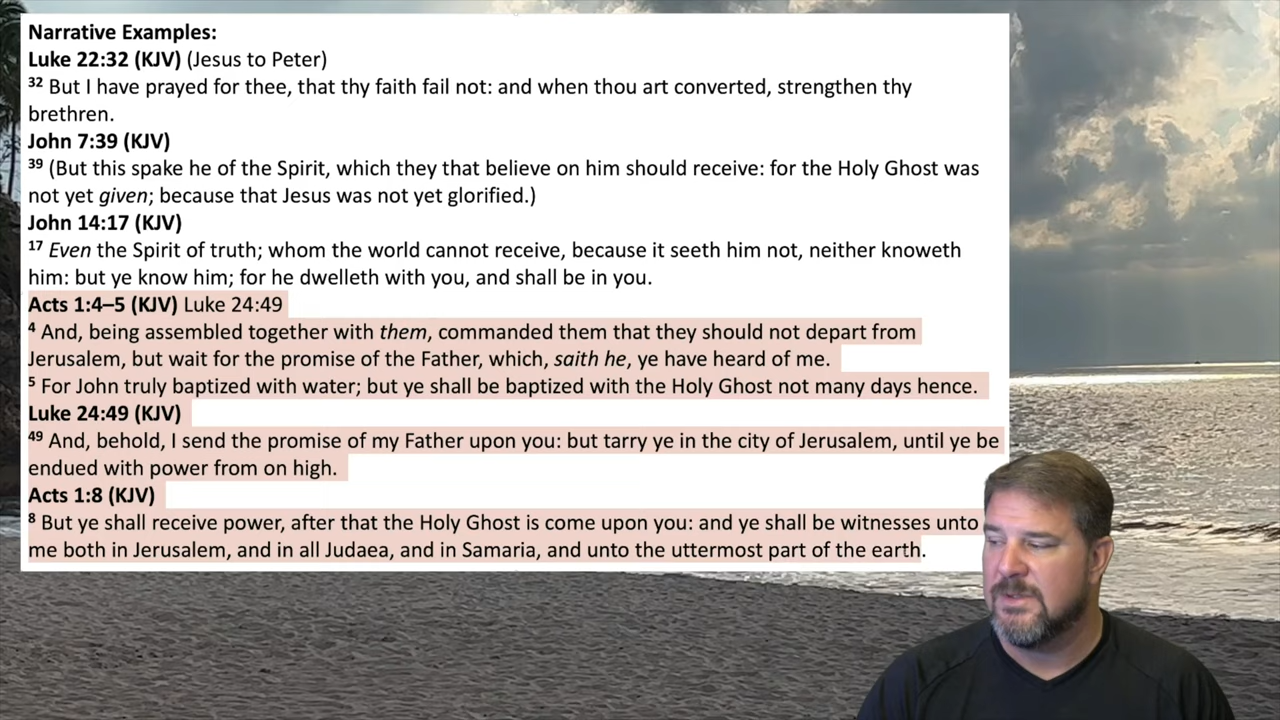 Narrative Examples:
Luke 22:32 (KJV) (Jesus to Peter)
32 But I have prayed for thee, that thy faith fail not: and when thou art converted, strengthen thy
brethren.
John 7:39 (KJV)
39 (But this spake he of the Spirit, which they that believe on him should receive: for the Holy Ghost was
not yet given; because that Jesus was not yet glorified.)
John 14:17 (KJV)
17 Even the Spirit of truth; whom the world cannot receive, because it seeth him not, neither knoweth
him: but ye know him; for he dwelleth with you, and shall be in you.
Acts 1:4–5 (KJV) Luke 24:49
4 And, being assembled together with them, commanded them that they should not depart from
Jerusalem, but wait for the promise of the Father, which, saith he, ye have heard of me.
5 For John truly baptized with water; but ye shall be baptized with the Holy Ghost not many days hence.
Luke 24:49 (KJV)
49 And, behold, I send the promise of my Father upon you: but tarry ye in the city of Jerusalem, until ye be
endued with power from on high.
Acts 1:8 (KJV)
8 But ye shall receive power, after that the Holy Ghost is come upon you: and ye shall be witnesses unto
me both in Jerusalem, and in all Judaea, and in Samaria, and unto the uttermost part of the earth.